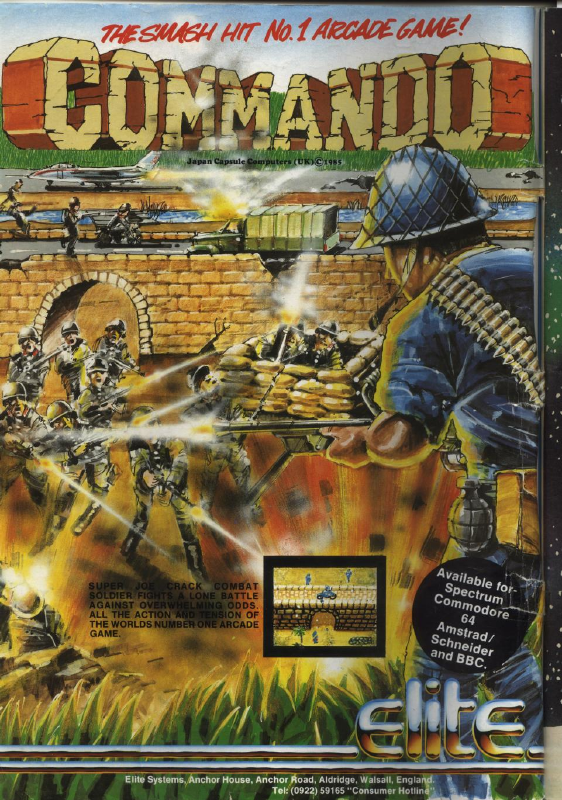 THE SMASH HIT No. 1 ARCADE GAME!
COMMANDO
Japan Capsule Computers (UK) © 1985
SUPER JOE CRACK COMBAT
SOLDIER FIGHTS A LONE BATTLE
AGAINST OVERWHELMING ODDS.
ALL THE ACTION AND TENSION OF
THE WORLDS NUMBER ONE ARCADE
GAME.
Available for
Spectrum
Commodore
64
Amstrad/
Schneider
and BBC.
elite
Elite Systems, Anchor House, Anchor Road, Aldridge, Walsall, England.
Tel: (0922) 59165 "Consumer Hotline"